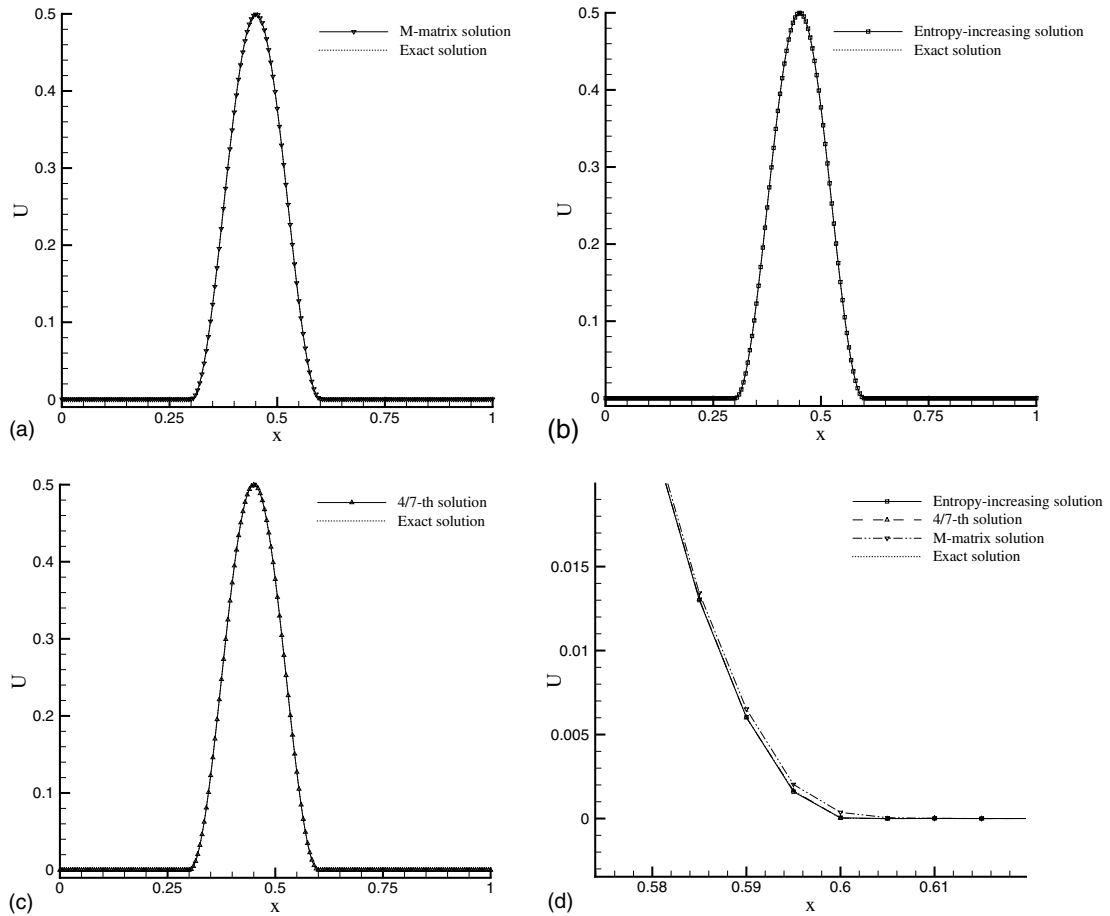 0.5
0.4
0.3
0.2
0.1
0
U
M-matrix solution
Exact solution
0
0.25
0.5
0.75
1
x
(a)
0.5
0.4
0.3
0.2
0.1
0
U
Entropy-increasing solution
Exact solution
0
0.25
0.5
0.75
1
x
(b)
0.5
0.4
0.3
0.2
0.1
0
U
4/7-th solution
Exact solution
0
0.25
0.5
0.75
1
x
(c)
0.015
0.01
0.005
0
U
Entropy-increasing solution
4/7-th solution
M-matrix solution
Exact solution
0.58
0.59
0.6
0.61
x
(d)